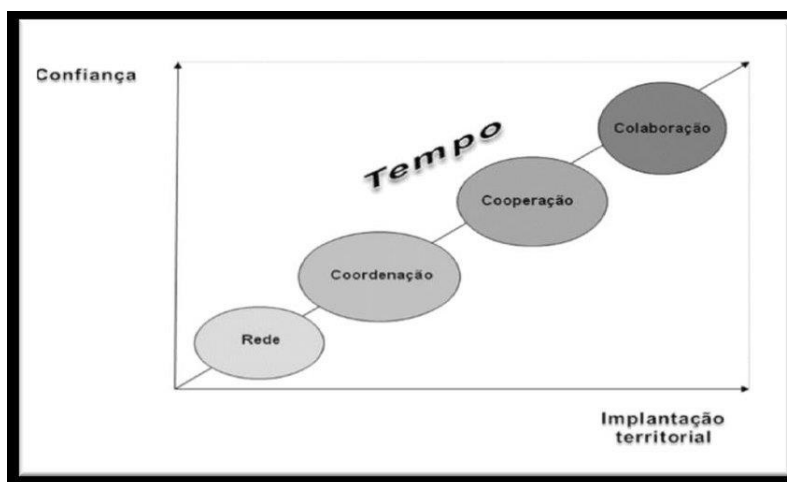 Confiança
Tempo
Colaboração
Cooperação
Coordenação
Rede
Implantação
territorial